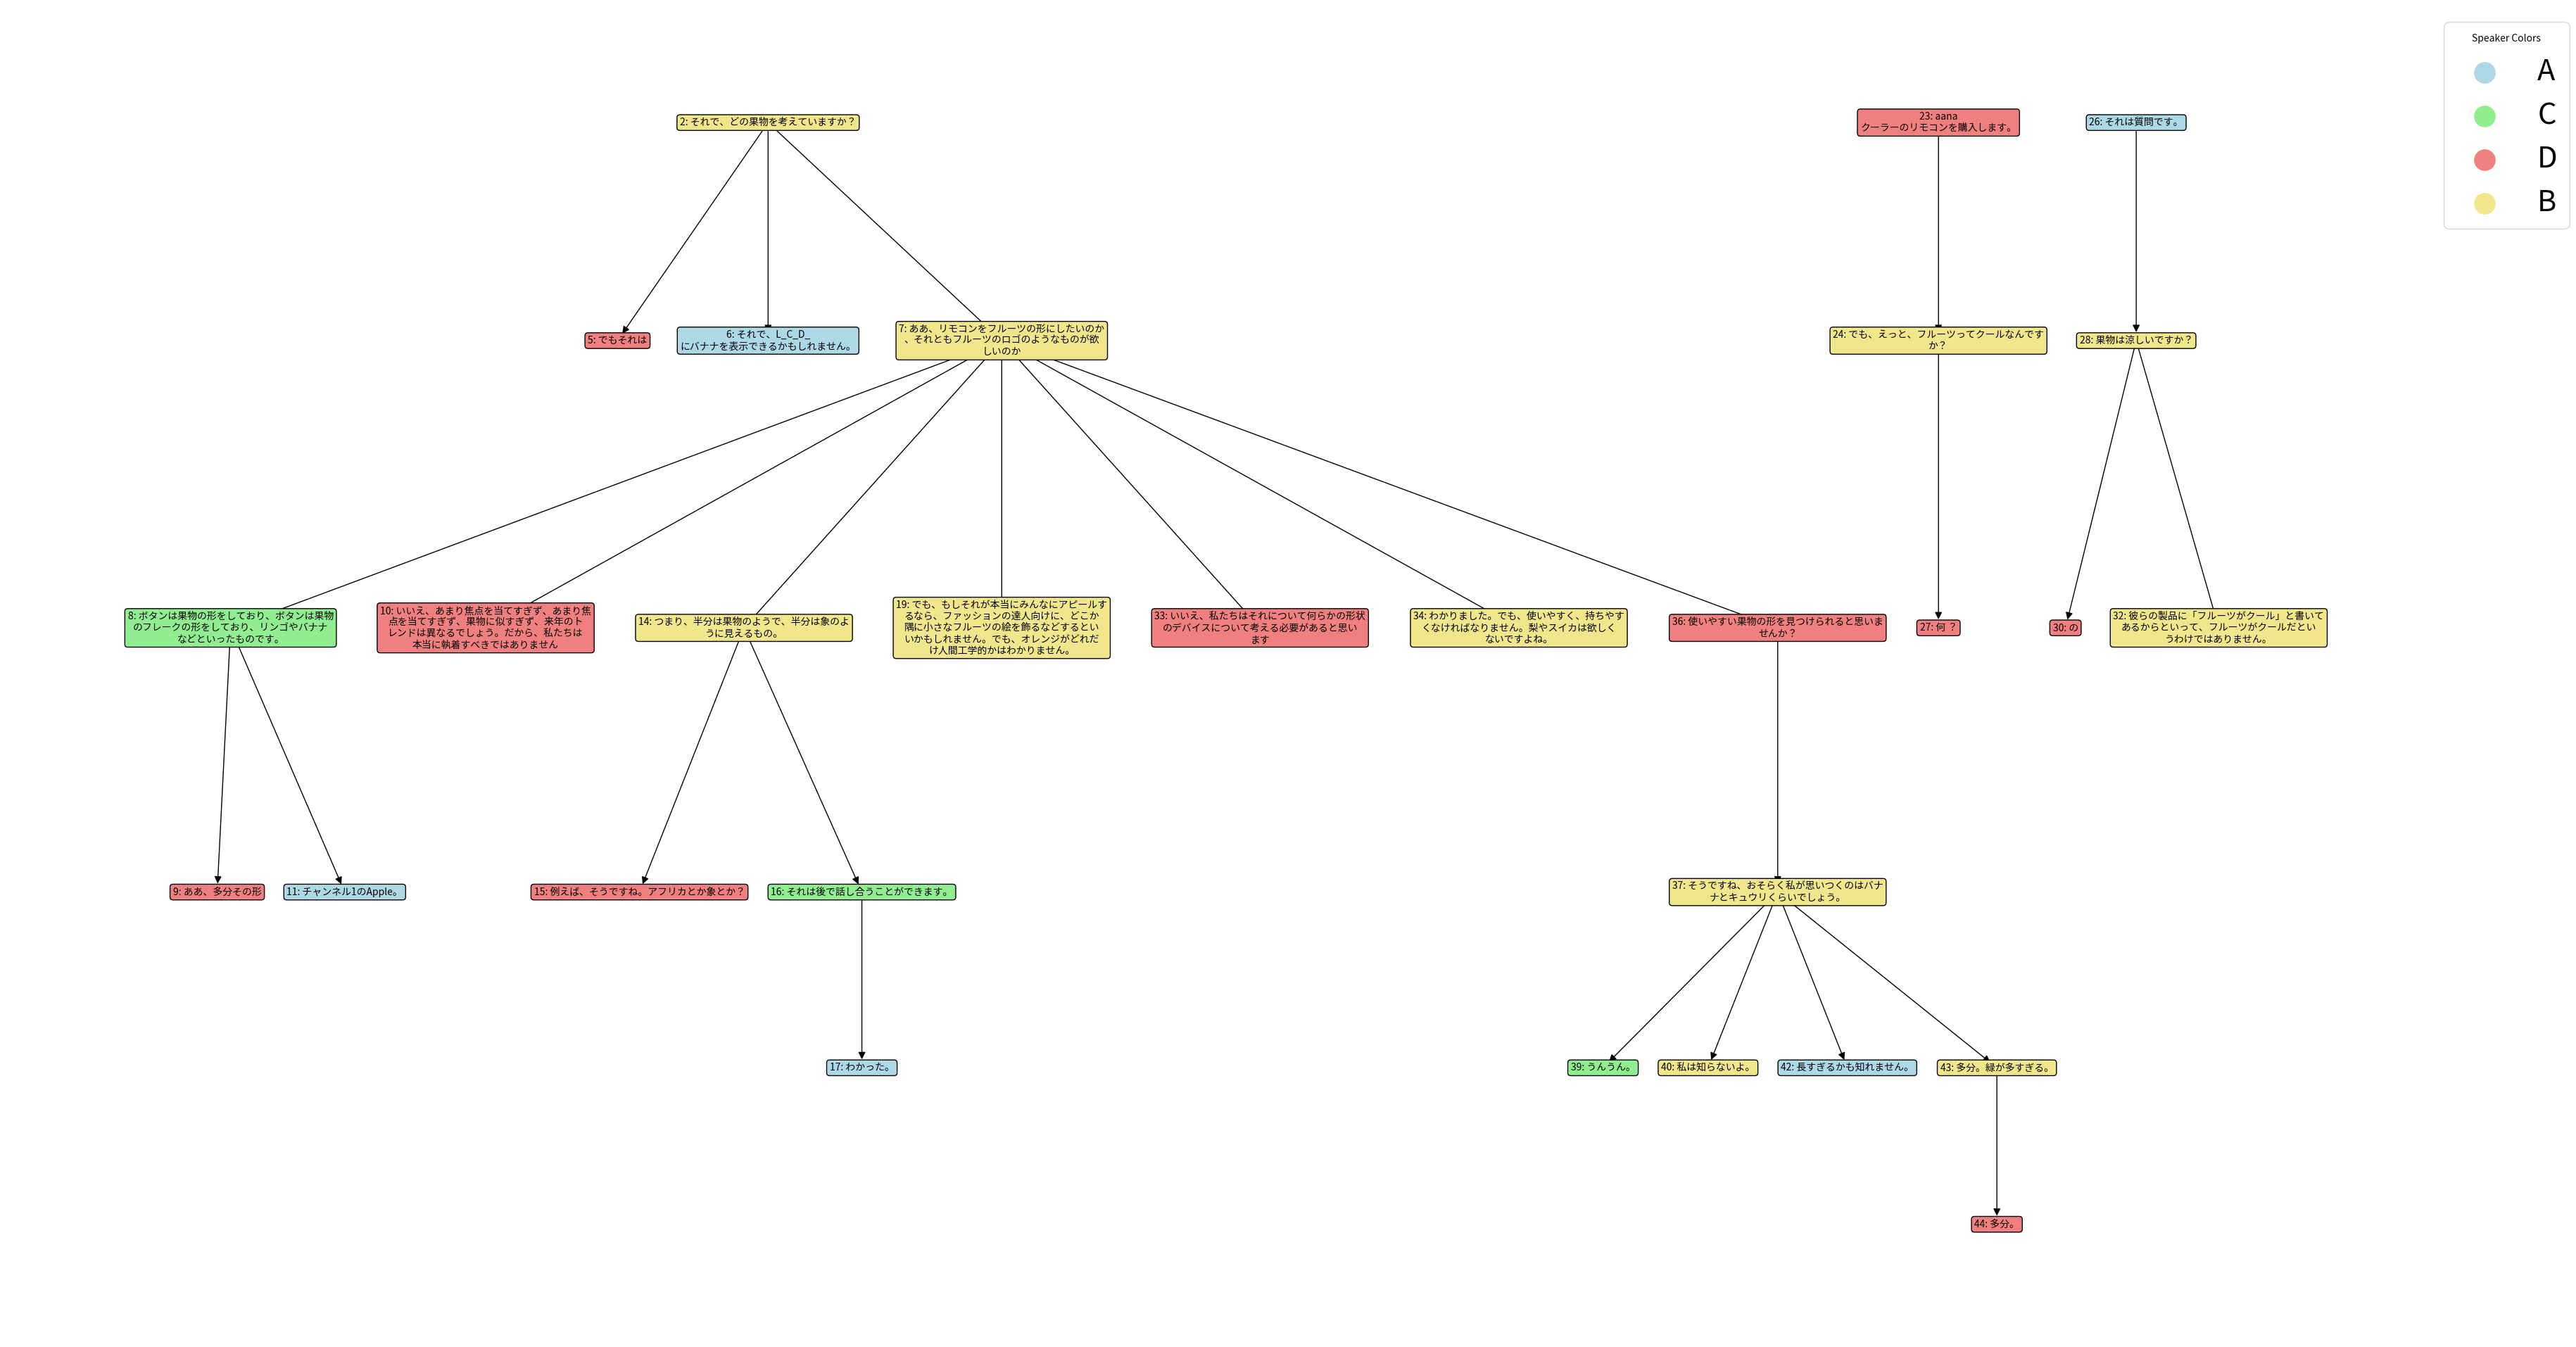 Speaker Colors
A
C
D
B
2: それで、どの果物を考えていますか？
23: aana
クーラーのリモコンを購入します。
26: それは質問です。
5: でもそれは
6: それで、L_C_D_
にバナナを表示できるかもしれません。
7: ああ、リモコンをフルーツの形にしたいのか
、それともフルーツのロゴのようなものが欲
しいのか
24: でも、えっと、フルーツってクールなんです
か？
28: 果物は涼しいですか？
8: ボタンは果物の形をしており、ボタンは果物
のフレークの形をしており、リンゴやバナナ
などといったものです。
10: いいえ、あまり焦点を当てすぎず、あまり焦
点を当てすぎず、果物に似すぎず、来年のト
レンドは異なるでしょう。だから、私たちは
本当に執着すべきではありません
14: つまり、半分は果物のようで、半分は象のよ
うに見えるもの。
19: でも、もしそれが本当にみんなにアピールす
るなら、ファッションの達人向けに、どこか
隅に小さなフルーツの絵を飾るなどするとい
いかもしれません。でも、オレンジがどれだ
け人間工学的かはわかりません。
33: いいえ、私たちはそれについて何らかの形状
のデバイスについて考える必要があると思い
ます
34: わかりました。でも、使いやすく、持ちやす
くなければなりません。梨やスイカは欲しく
ないですよね。
36: 使いやすい果物の形を見つけられると思いま
せんか？
27: 何 ？
30: の
32: 彼らの製品に「フルーツがクール」と書いて
あるからといって、フルーツがクールだとい
うわけではありません。
9: ああ、多分その形
11: チャンネル1のApple。
15: 例えば、そうですね。アフリカとか象とか？
16: それは後で話し合うことができます。
37: そうですね、おそらく私が思いつくのはバナ
ナとキュウリくらいでしょう。
17: わかった。
39: うんうん。
40: 私は知らないよ。
42: 長すぎるかも知れません。
43: 多分。緑が多すぎる。
44: 多分。